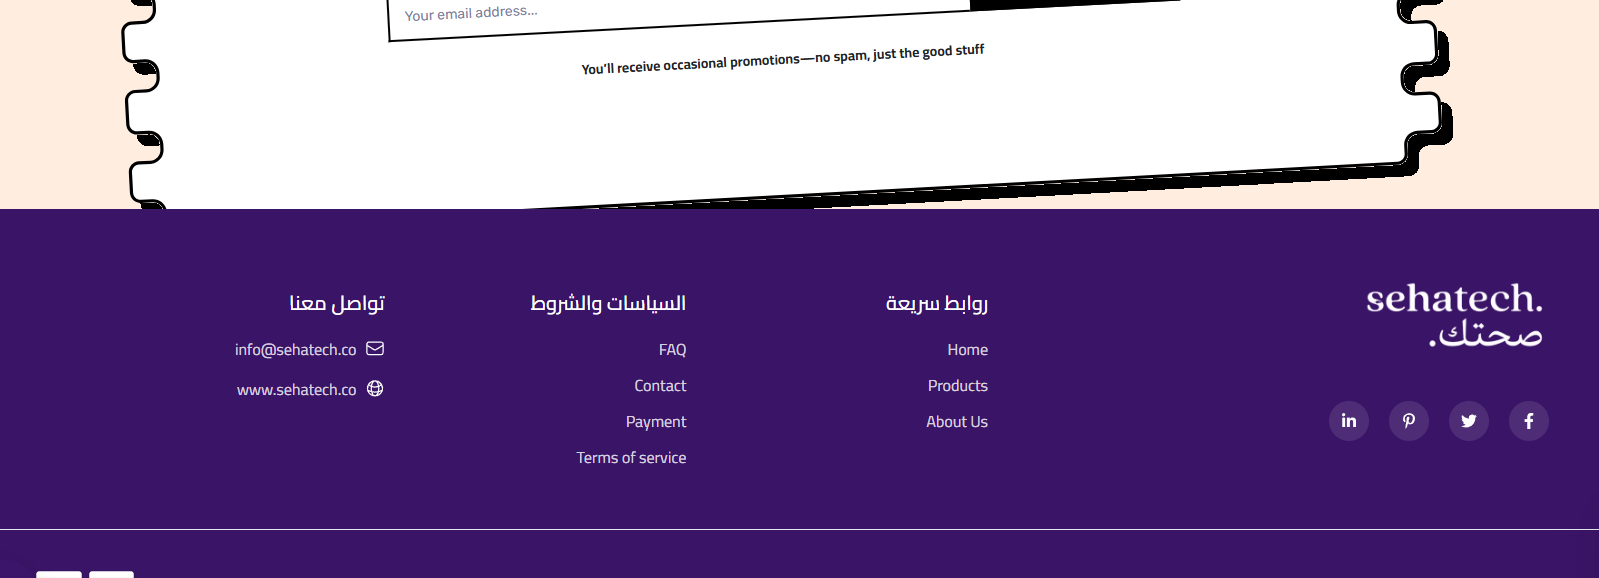 Your email address...
You'll receive occasional promotions—no spam, just the good stuff
sehatech.
صحتك.
روابط سريعة
Home
Products
About Us
السياسات والشروط
FAQ
Contact
Payment
Terms of service
تواصل معنا
info@sehatech.co
www.sehatech.co